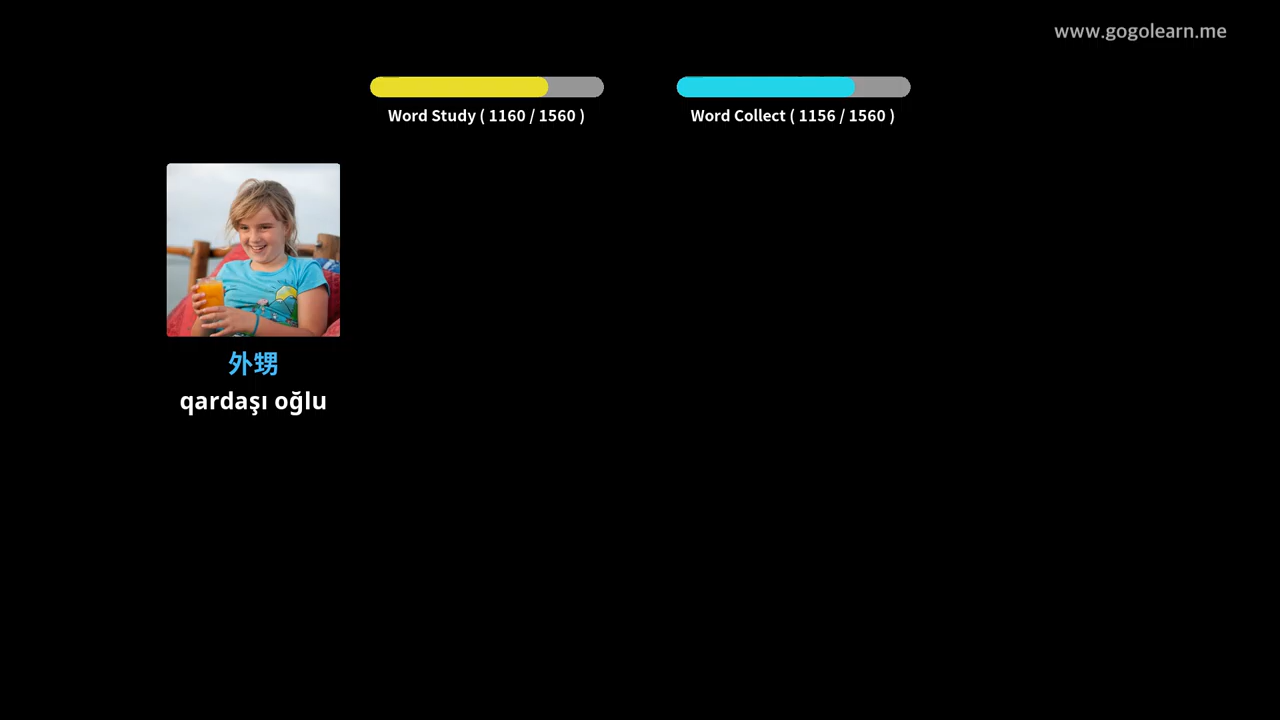 www.gogolearn.me
Word Study ( 1160 / 1560 )
Word Collect ( 1156 / 1560 )
外甥
qardaşı oğlu